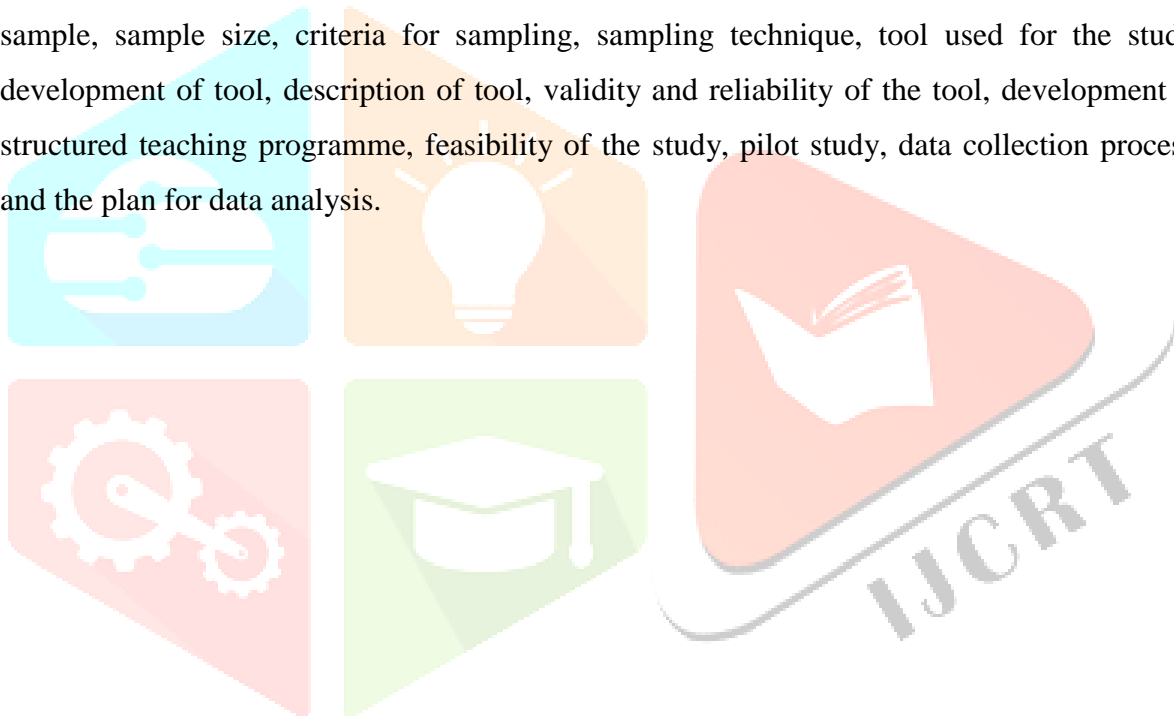 sample, sample size, criteria for sampling, sampling technique, tool used for the stud
development of tool, description of tool, validity and reliability of the tool, development
structured teaching programme, feasibility of the study, pilot study, data collection proces
and the plan for data analysis.
IJCRT